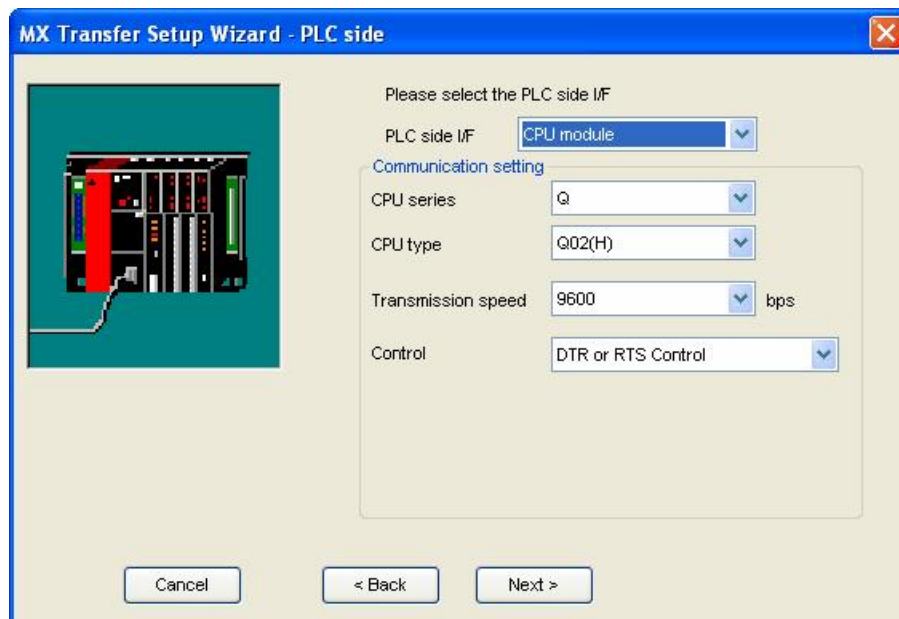 MX Transfer Setup Wizard - PLC side
Please select the PLC side I/F
PLC side I/F CPU module
Communication setting
CPU series Q
CPU type Q02(H)
Transmission speed 9600 bps
Control DTR or RTS Control
Cancel < Back Next >